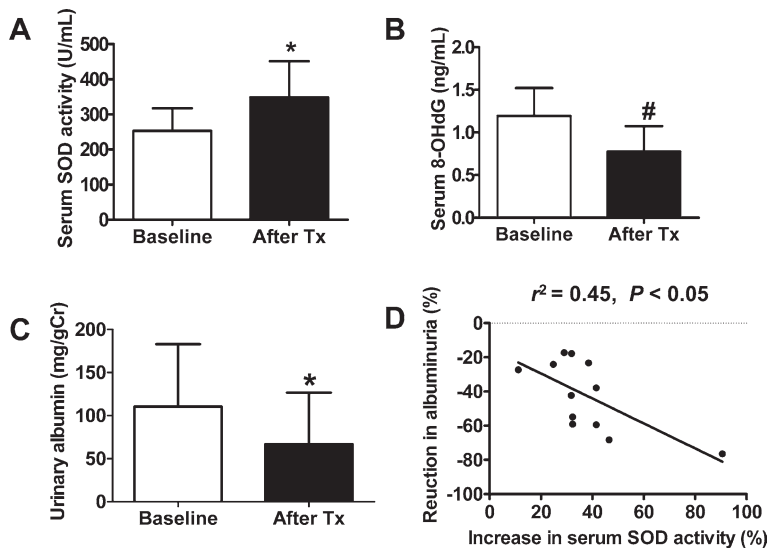 A
Serum SOD activity (U/mL)
500
400
300
200
100
0
*
Baseline After Tx
B
Serum 8-OHdG (ng/mL)
2.0
1.5
1.0
0.5
0.0
#
Baseline After Tx
C
Urinary albumin (mg/gCr)
200
150
100
50
0
*
Baseline After Tx
D
r² = 0.45, P < 0.05
Reuction in albuminuria (%)
0
-20
-40
-60
-80
-100
0 20 40 60 80 100
Increase in serum SOD activity (%)